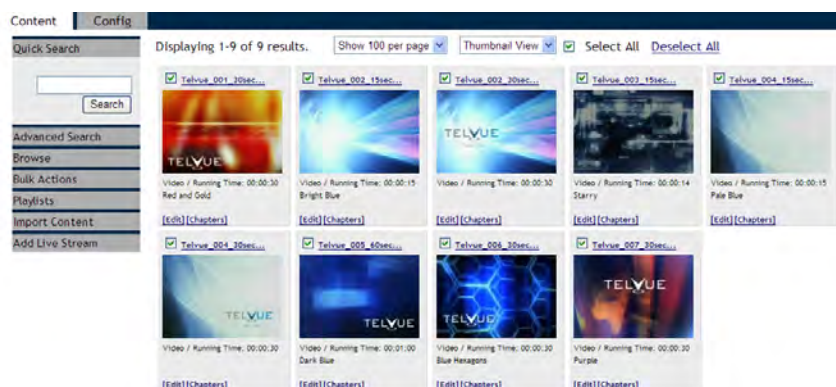 Content Config
Quick Search
Displaying 1-9 of 9 results. Show 100 per page Thumbnail View Select All Deselect All
Search
Advanced Search
Browse
Bulk Actions
Playlists
Import Content
Add Live Stream
Telvue_001_30sec...
TELVUE
Video / Running Time: 00:00:30
Red and Gold
[Edit] [Chapters]
Telvue_002_15sec...
Video / Running Time: 00:00:15
Bright Blue
[Edit] [Chapters]
Telvue_002_30sec...
TELVUE
Video / Running Time: 00:00:30
[Edit] [Chapters]
Telvue_003_15sec...
Video / Running Time: 00:00:14
Starry
[Edit] [Chapters]
Telvue_004_15sec...
Video / Running Time: 00:00:15
Pale Blue
[Edit] [Chapters]
Telvue_004_30sec...
TELVUE
Video / Running Time: 00:00:30
[Edit] [Chapters]
Telvue_005_60sec...
TELVUE
Video / Running Time: 00:01:00
Dark Blue
[Edit] [Chapters]
Telvue_006_30sec...
TELVUE
Video / Running Time: 00:00:30
Blue Hexagons
[Edit] [Chapters]
Telvue_007_30sec...
TELVUE
Video / Running Time: 00:00:30
Purple
[Edit] [Chapters]